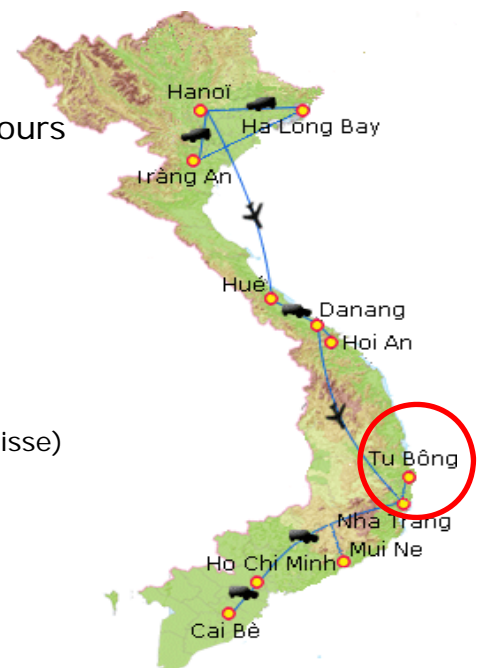 Hanoï
ours
Ha Long Bay
Tràng An
Hué
Danang
Hoi An
isse)
Tu Bông
Nha Trang
Mui Ne
Ho Chi Minh
Cai Bè